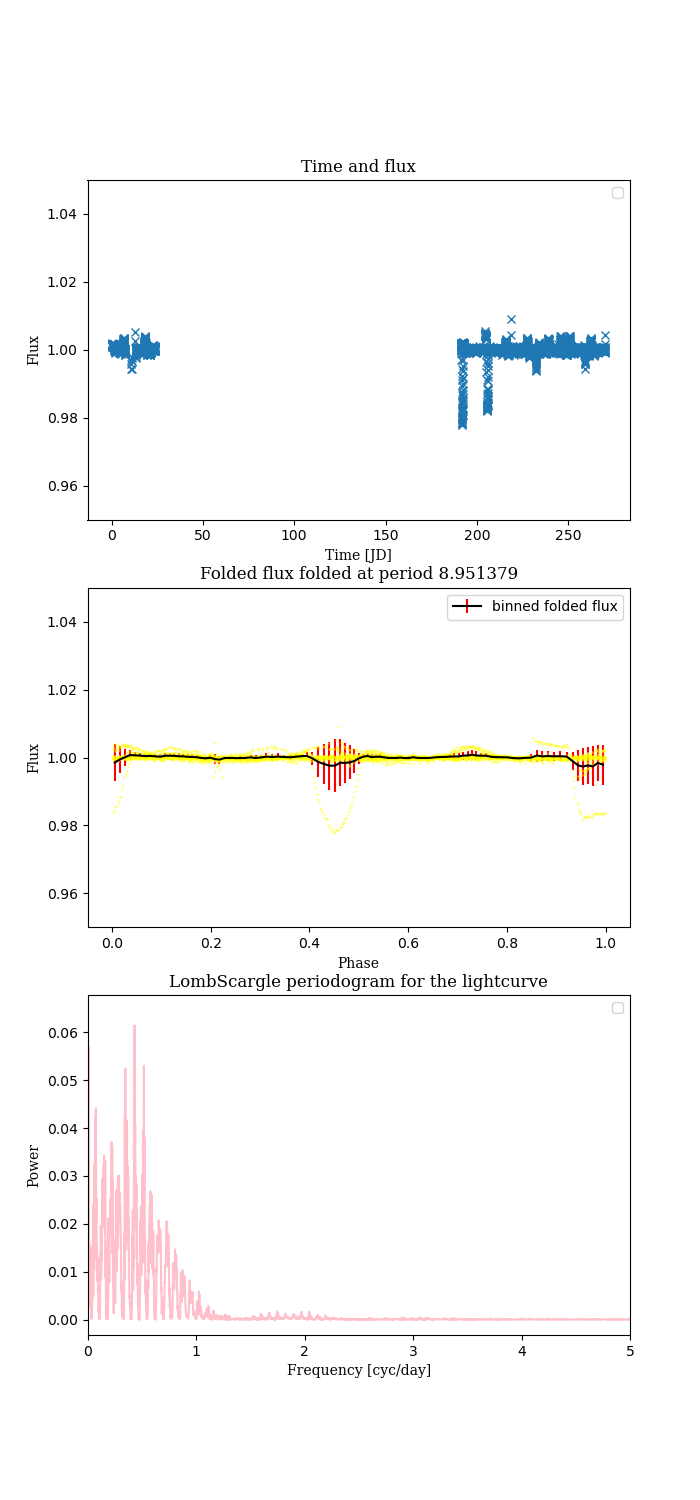 Time and flux
1.04
1.02
1.00
0.98
0.96
Flux
0 50 100 150 200 250
Time [JD]
Folded flux folded at period 8.951379
binned folded flux
1.04
1.02
1.00
0.98
0.96
Flux
0.0 0.2 0.4 0.6 0.8 1.0
Phase
LombScargle periodogram for the lightcurve
0.06
0.05
0.04
0.03
0.02
0.01
0.00
Power
0 1 2 3 4 5
Frequency [cyc/day]